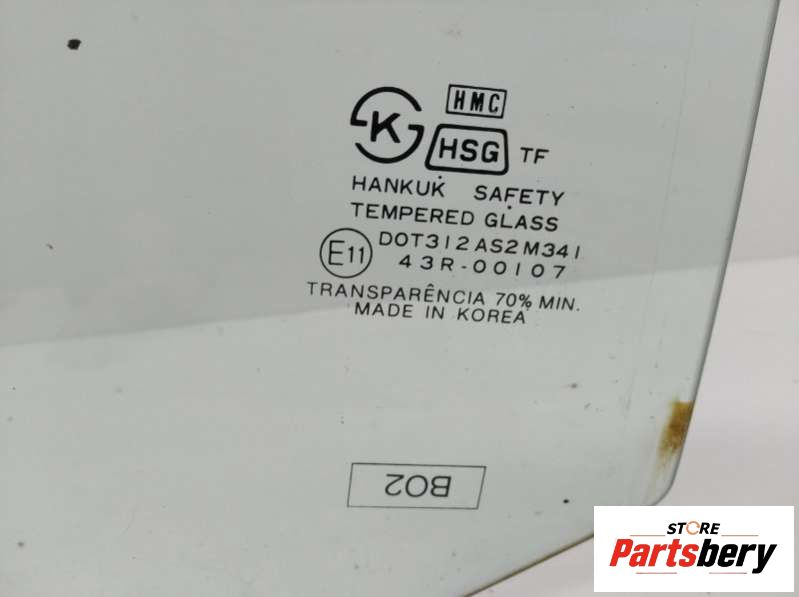 HMC
K HSG TF
HANKUK SAFETY
TEMPERED GLASS
E11 DOT312AS2M341
43R-00107
TRANSPARÊNCIA 70% MIN.
MADE IN KOREA
BO2
STORE
Partsbery